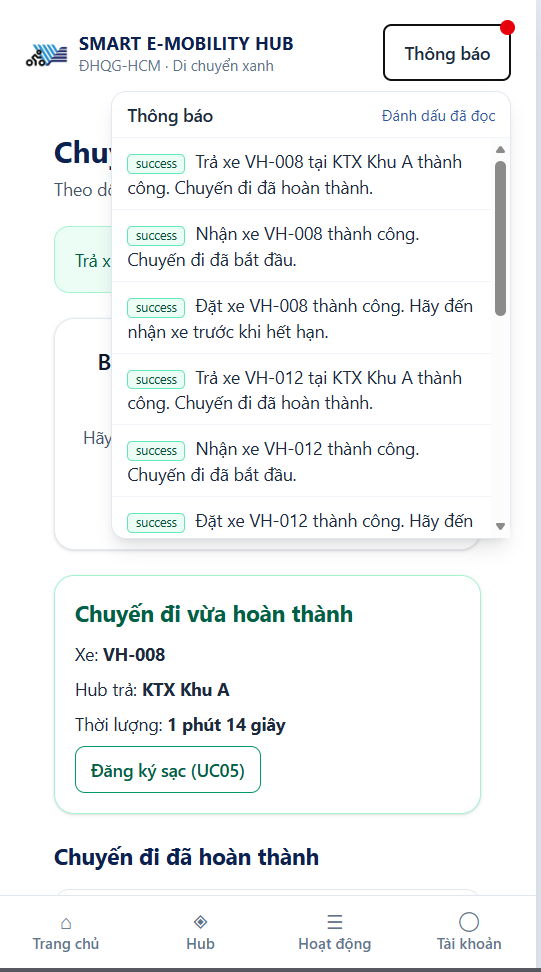 SMART E-MOBILITY HUB
ĐHQG-HCM · Di chuyển xanh
Thông báo
Thông báo
Đánh dấu đã đọc
success Trả xe VH-008 tại KTX Khu A thành
công. Chuyến đi đã hoàn thành.
success Nhận xe VH-008 thành công.
Chuyến đi đã bắt đầu.
success Đặt xe VH-008 thành công. Hãy đến
nhận xe trước khi hết hạn.
success Trả xe VH-012 tại KTX Khu A thành
công. Chuyến đi đã hoàn thành.
success Nhận xe VH-012 thành công.
Chuyến đi đã bắt đầu.
success Đặt xe VH-012 thành công. Hãy đến
Theo
Trả
Hãy
Chuyến đi vừa hoàn thành
Xe: VH-008
Hub trả: KTX Khu A
Thời lượng: 1 phút 14 giây
Đăng ký sạc (UC05)
Chuyến đi đã hoàn thành
Trang chủ
Hub
Hoạt động
Tài khoản